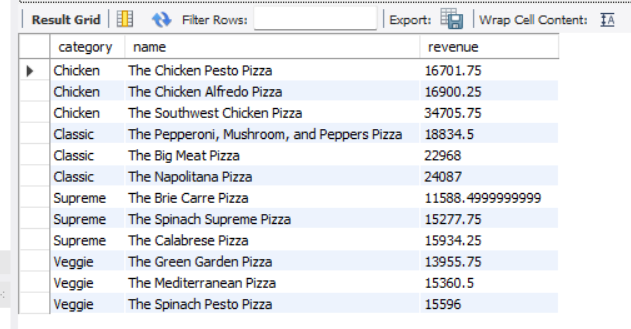 Result Grid Filter Rows: Export: Wrap Cell Content: IA
category name revenue
Chicken The Chicken Pesto Pizza 16701.75
Chicken The Chicken Alfredo Pizza 16900.25
Chicken The Southwest Chicken Pizza 34705.75
Classic The Pepperoni, Mushroom, and Peppers Pizza 18834.5
Classic The Big Meat Pizza 22968
Classic The Napolitana Pizza 24087
Supreme The Brie Carre Pizza 11588.4999999999
Supreme The Spinach Supreme Pizza 15277.75
Supreme The Calabrese Pizza 15934.25
Veggie The Green Garden Pizza 13955.75
Veggie The Mediterranean Pizza 15360.5
Veggie The Spinach Pesto Pizza 15596